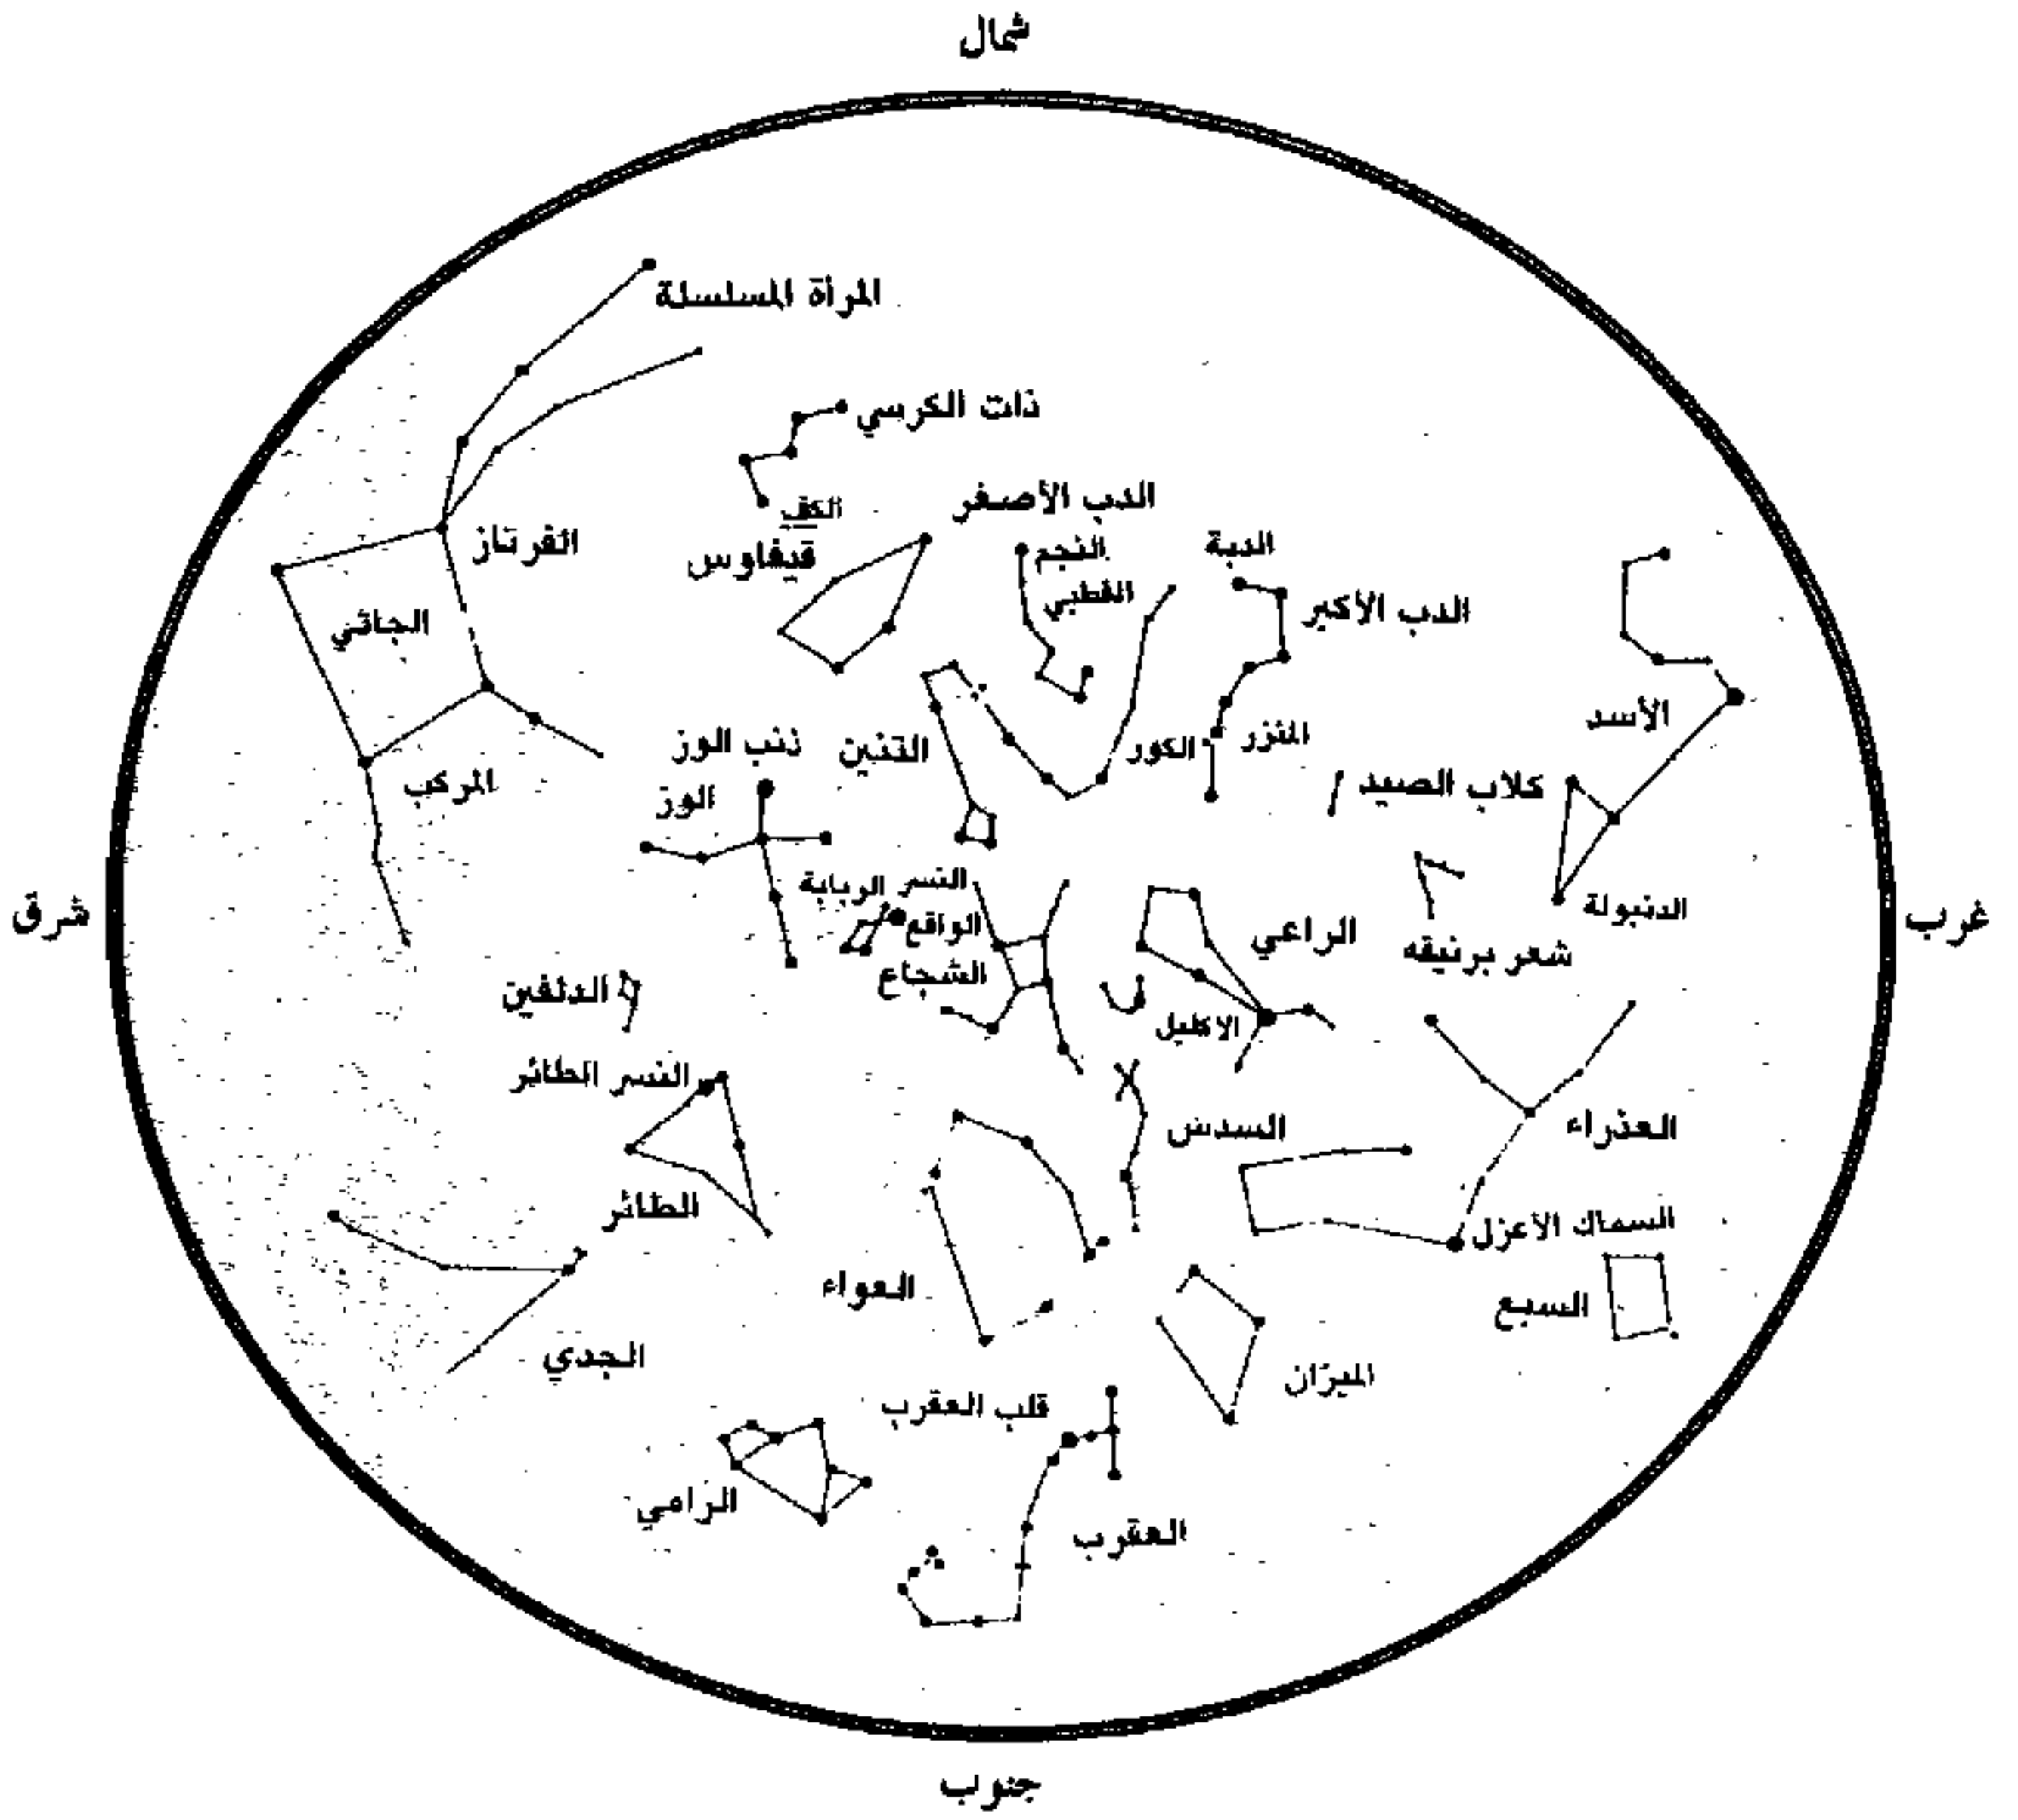 شمال
المرأة المسلسلة
ذات الكرسي
الكف
الدب الأصغر
قيفاوس
النجم
القطبي
الدبة
الدب الأكبر
الجاثي
المركب
ذنب الوز
الوز
التنين
الكور
المئزر
الأسد
كلاب الصيد
الدنبولة
شرق
غرب
الربابة
النسر
الواقع
الشجاع
الراعي
شعر برنيقه
الدلفين
الاكليل
النسر الطائر
السدس
العذراء
الطائر
السماك الأعزل
العواء
السبع
الجدي
الميزان
قلب العقرب
الرامي
العقرب
جنوب